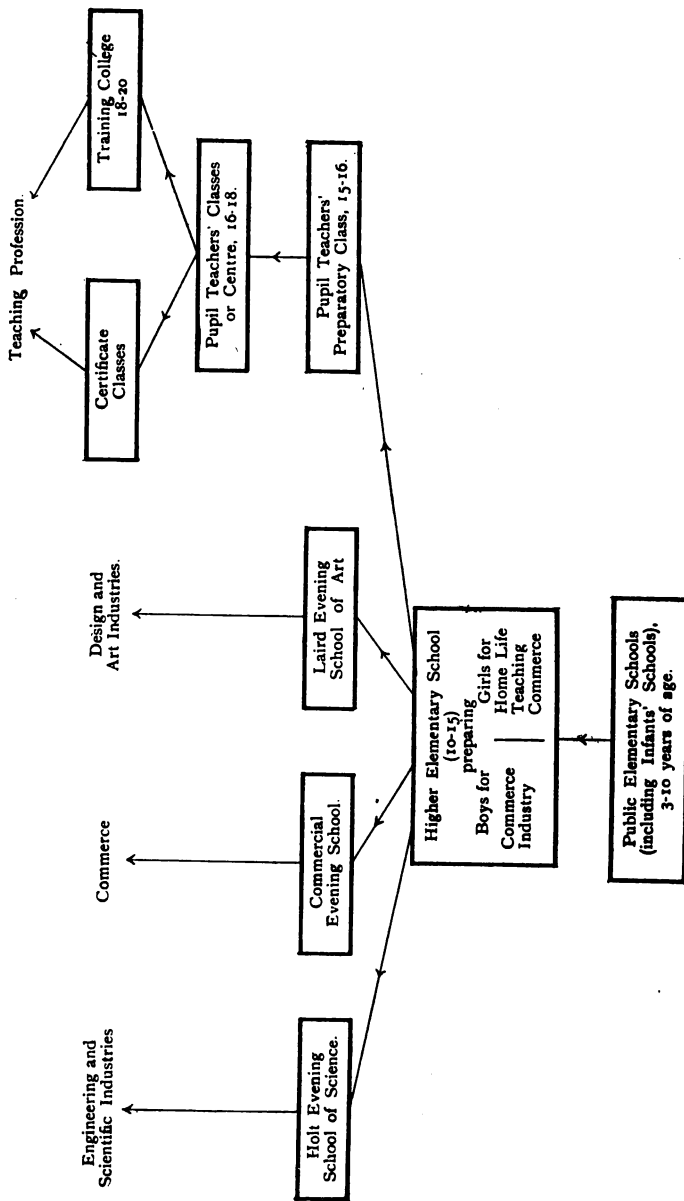 Engineering and
Scientific Industries
Commerce
Design and
Art Industries.
Teaching Profession.
Certificate
Classes
Training College
18-20
Pupil Teachers' Classes
or Centre, 16-18.
Holt Evening
School of Science.
Commercial
Evening School.
Laird Evening
School of Art
Pupil Teachers'
Preparatory Class, 15-16.
Higher Elementary School
(10-15)
preparing
Boys for
Commerce
Industry
Girls for
Home Life
Teaching
Commerce
Public Elementary Schools
(including Infants' Schools),
3-10 years of age.